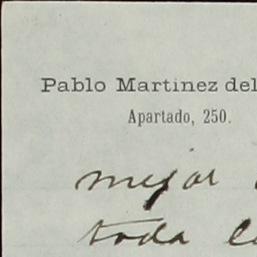 Pablo Martinez del
Apartado, 250.
mejor
toda